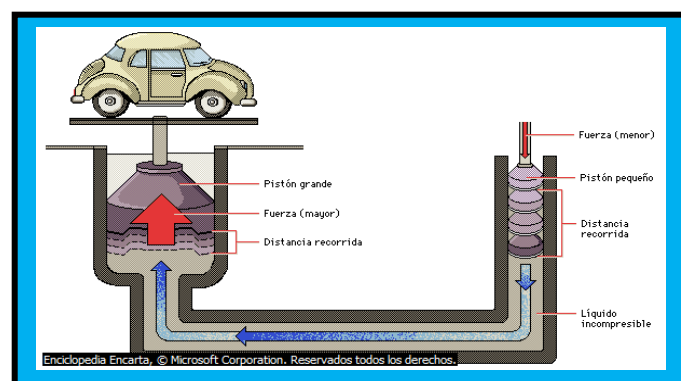 Fuerza (menor)
Pistón grande
Pistón pequeño
Fuerza (mayor)
Distancia recorrida
Distancia
recorrida
Líquido
incompresible
Enciclopedia Encarta, © Microsoft Corporation. Reservados todos los derechos.